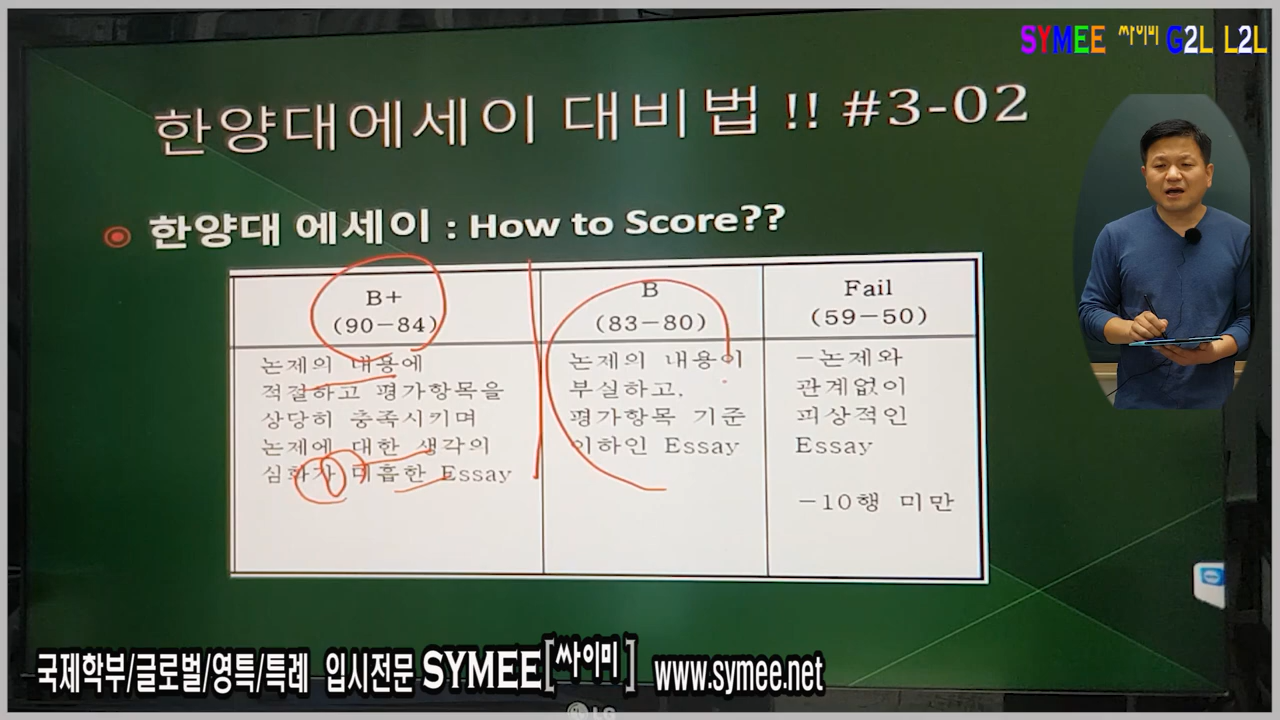 SYMEE 싸이미 G2L L2L
한양대에세이 대비법 !! #3-02
한양대 에세이 : How to Score??
B+
(90-84)
논제의 내용에
적절하고 평가항목을
상당히 충족시키며
논제에 대한 생각의
심화가 미흡한 Essay
B
(83-80)
논제의 내용이
부실하고,
평가항목 기준
이하인 Essay
Fail
(59-50)
-논제와
관계없이
피상적인
Essay
-10행 미만
국제학부/글로벌/영특/특례 입시전문 SYMEE[싸이미] www.symee.net
LG